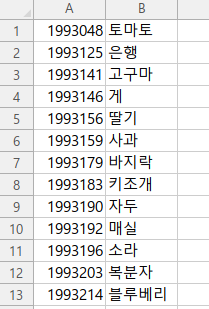 A B
1 1993048 토마토
2 1993125 은행
3 1993141 고구마
4 1993146 게
5 1993156 딸기
6 1993159 사과
7 1993179 바지락
8 1993183 키조개
9 1993190 자두
10 1993192 매실
11 1993196 소라
12 1993203 복분자
13 1993214 블루베리